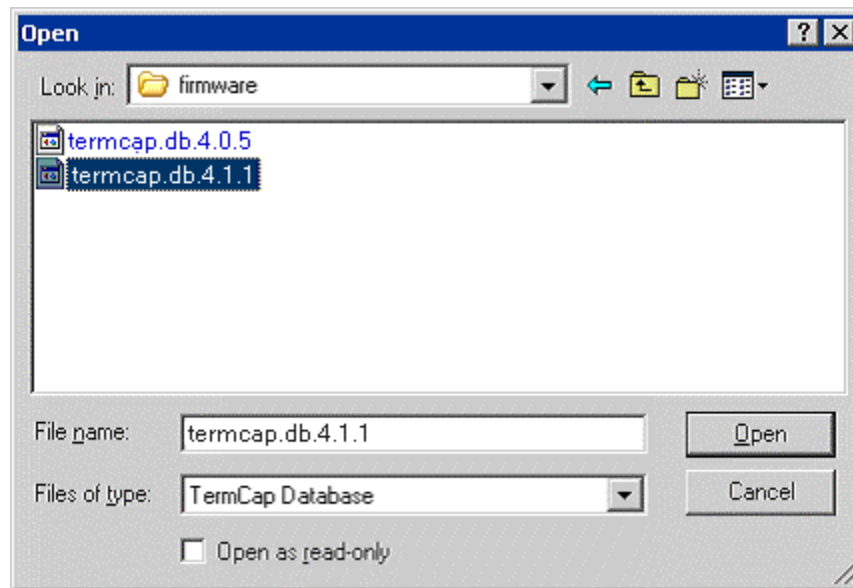 Open
Look in: firmware
termcap.db.4.0.5
termcap.db.4.1.1
File name: termcap.db.4.1.1 Open
Files of type: TermCap Database Cancel
Open as read-only